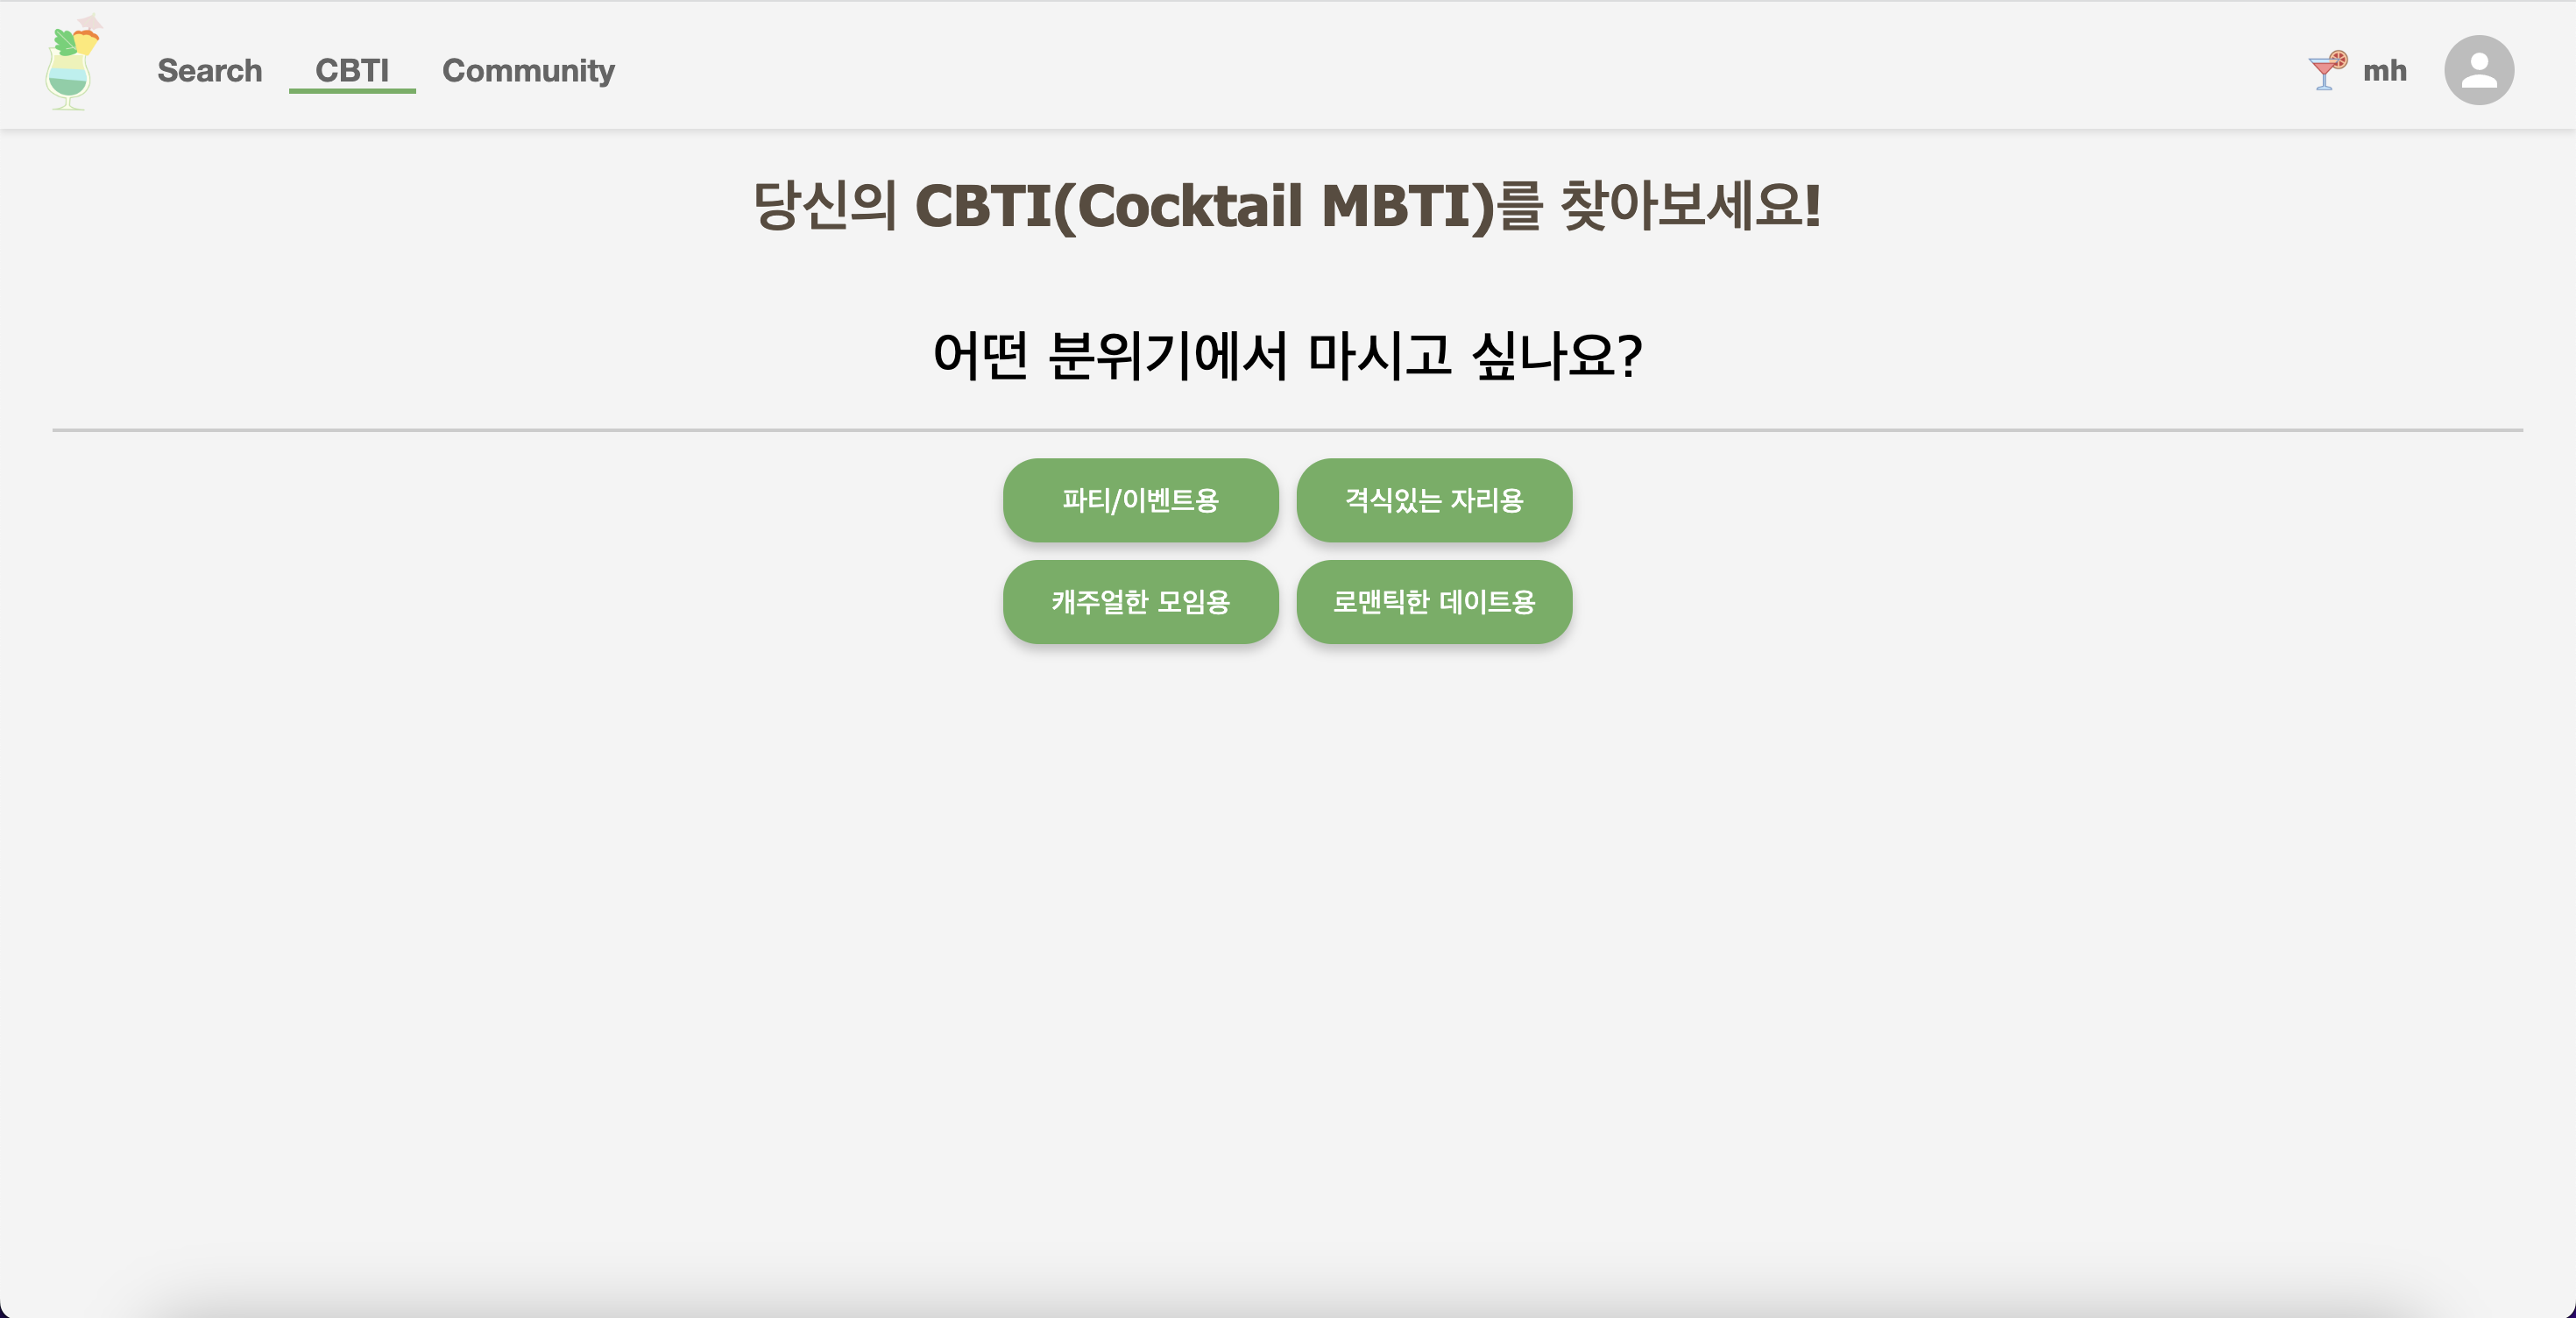 Search CBTI Community mh
당신의 CBTI(Cocktail MBTI)를 찾아보세요!
어떤 분위기에서 마시고 싶나요?
파티/이벤트용 격식있는 자리용
캐주얼한 모임용 로맨틱한 데이트용